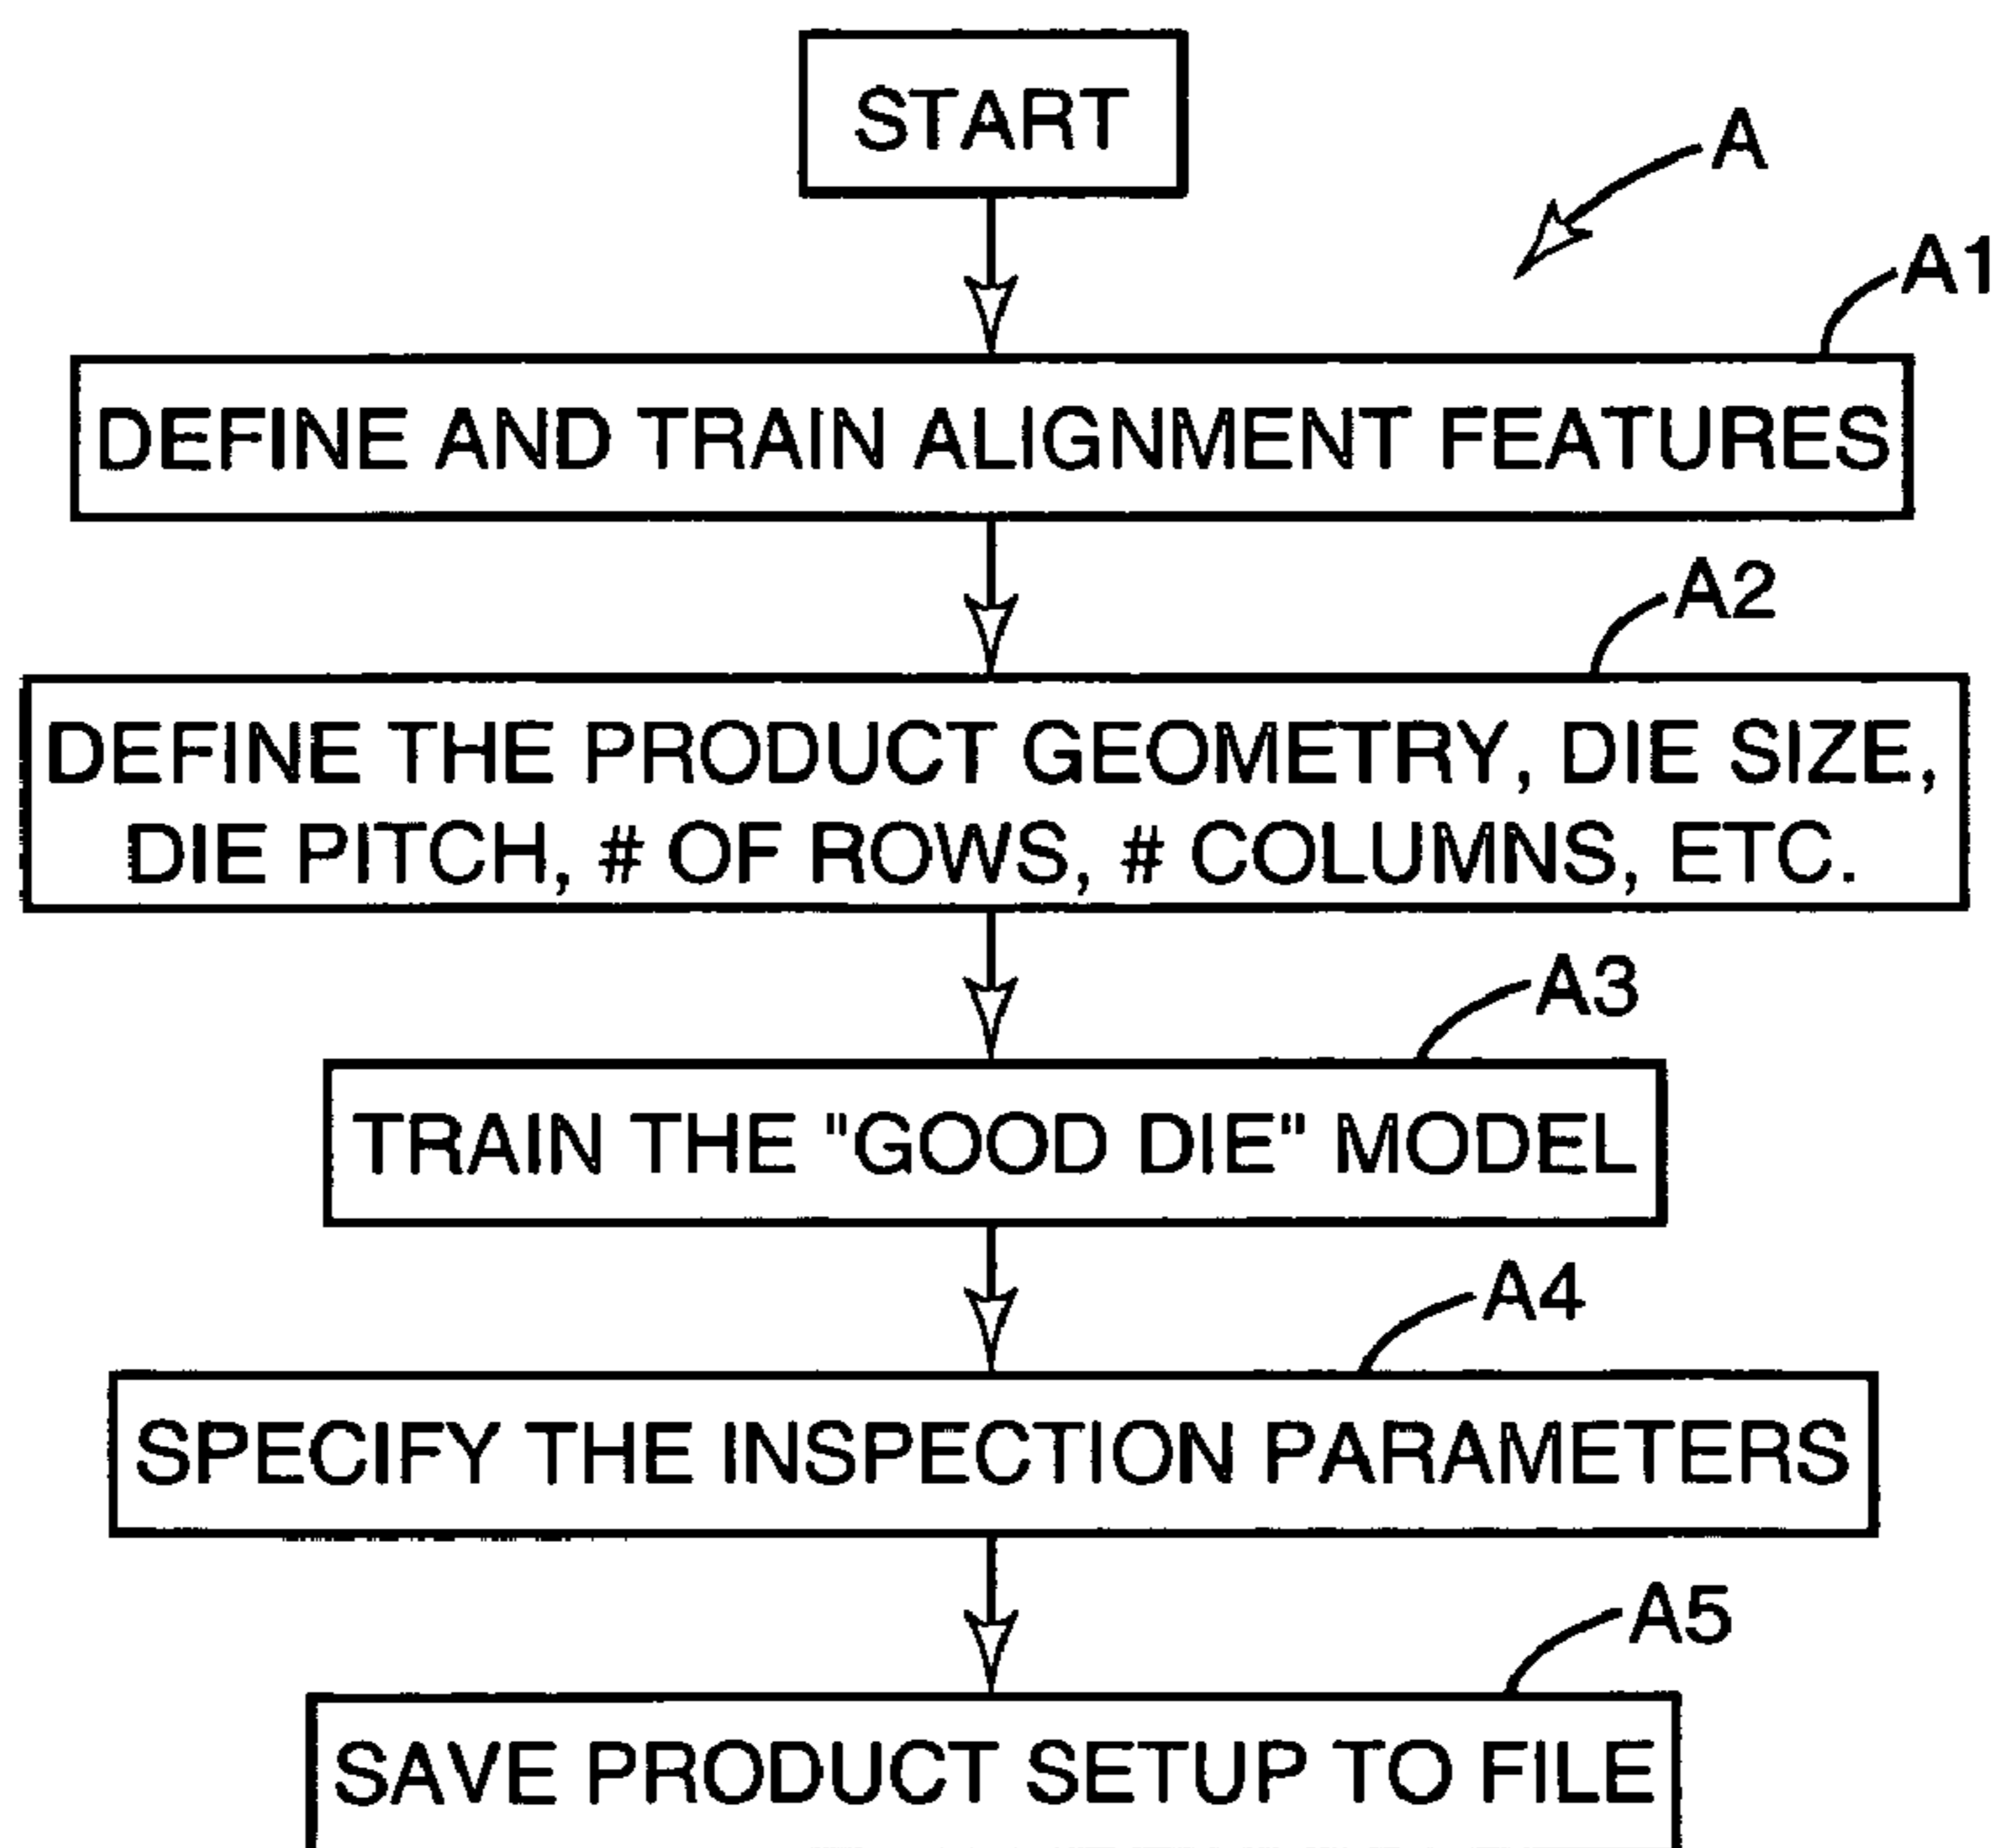 START
A
A1
DEFINE AND TRAIN ALIGNMENT FEATURES
A2
DEFINE THE PRODUCT GEOMETRY, DIE SIZE,
DIE PITCH, # OF ROWS, # COLUMNS, ETC.
A3
TRAIN THE "GOOD DIE" MODEL
A4
SPECIFY THE INSPECTION PARAMETERS
A5
SAVE PRODUCT SETUP TO FILE